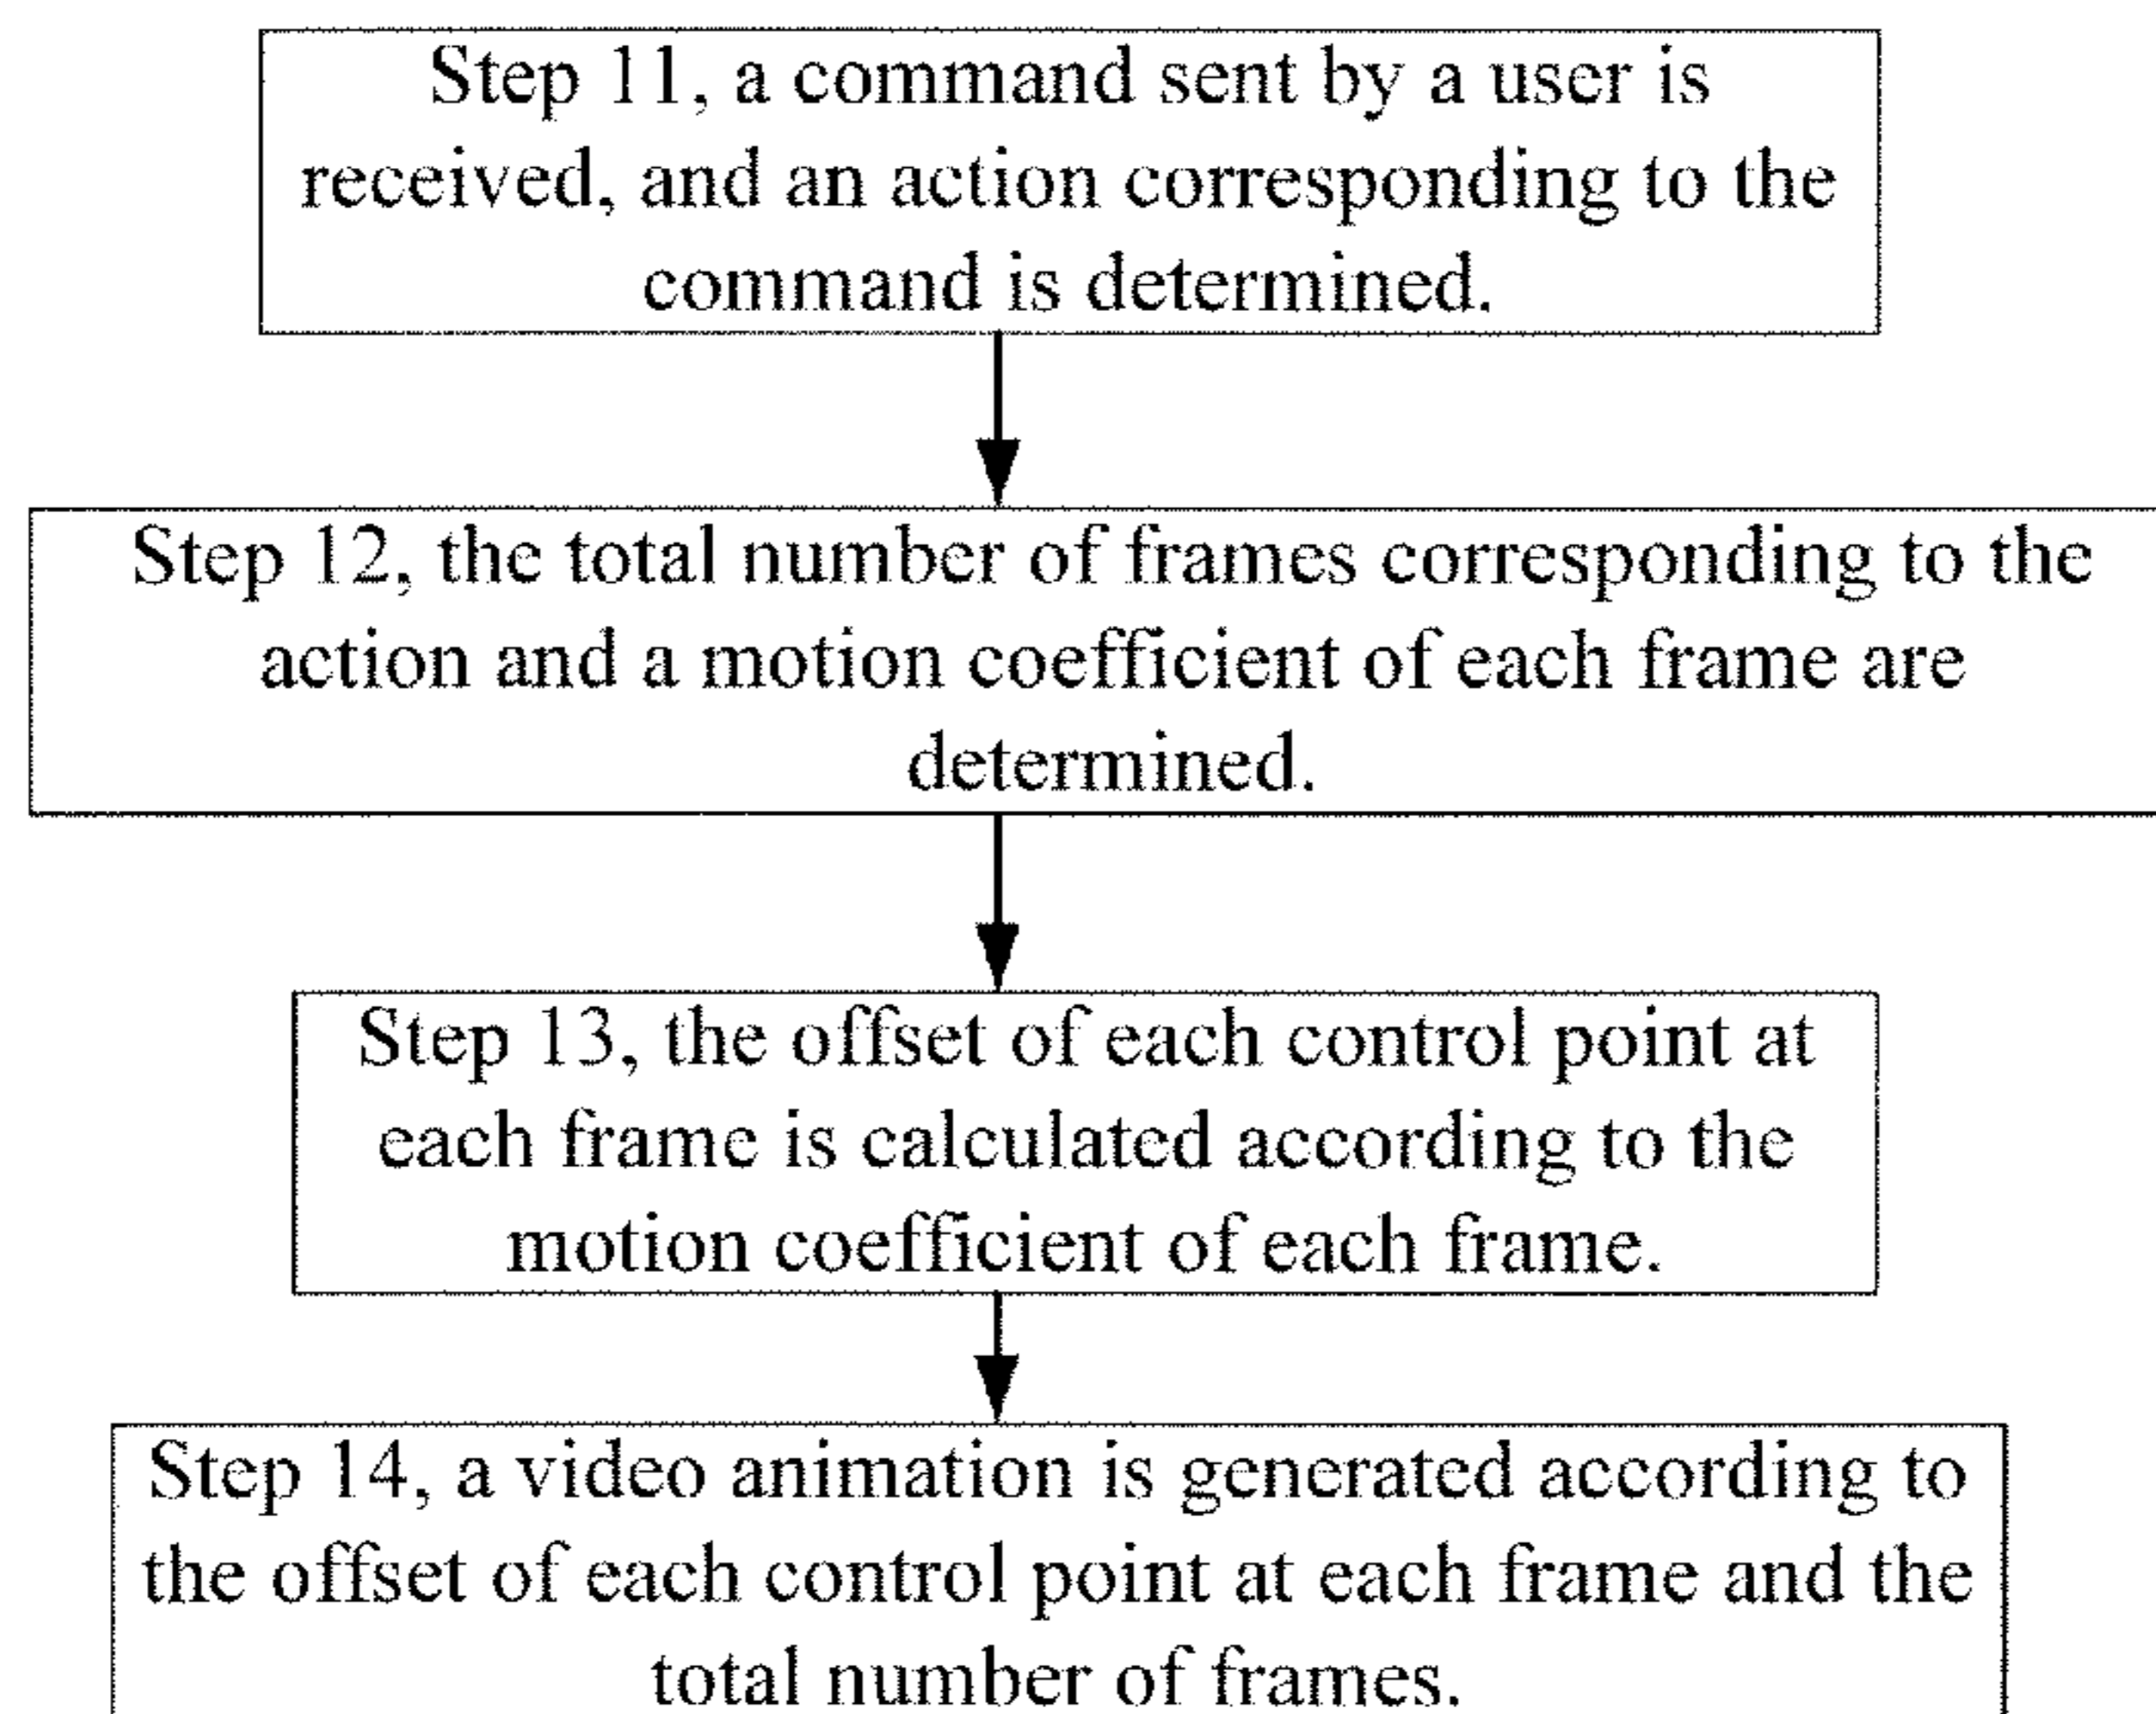 Step 11, a command sent by a user is
received, and an action corresponding to the
command is determined.
Step 12, the total number of frames corresponding to the
action and a motion coefficient of each frame are
determined.
Step 13, the offset of each control point at
each frame is calculated according to the
motion coefficient of each frame.
Step 14, a video animation is generated according to
the offset of each control point at each frame and the
total number of frames.